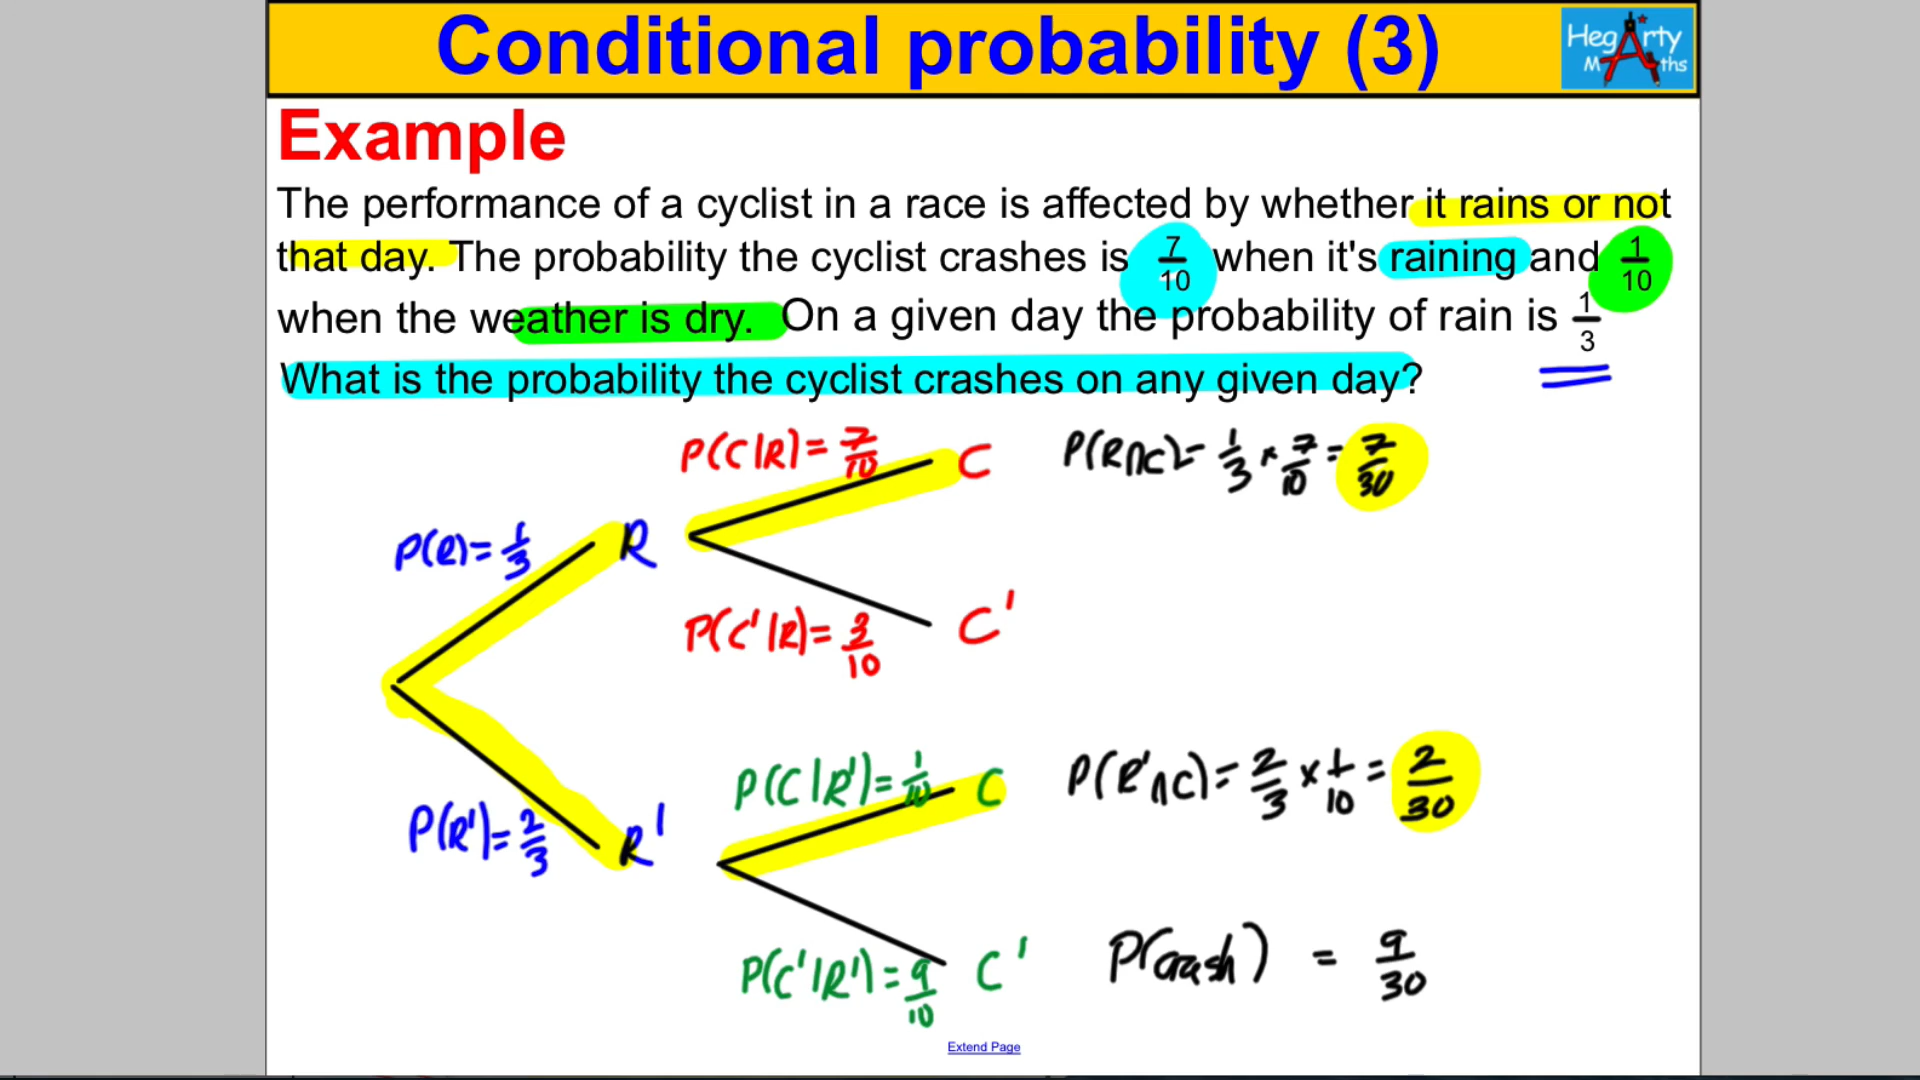 Conditional probability (3)
HegArty
Maths
Example
The performance of a cyclist in a race is affected by whether it rains or not
that day. The probability the cyclist crashes is 7/10 when it's raining and 1/10
when the weather is dry. On a given day the probability of rain is 1/3
What is the probability the cyclist crashes on any given day?
P(C|R) = 7/10 C P(R∩C) = 1/3 × 7/10 = 7/30
P(R) = 1/3 R
P(C'|R) = 3/10 C'
P(C|R') = 1/10 C P(R'∩C) = 2/3 × 1/10 = 2/30
P(R') = 2/3 R'
P(C'|R') = 9/10 C' P(crash) = 9/30
Extend Page